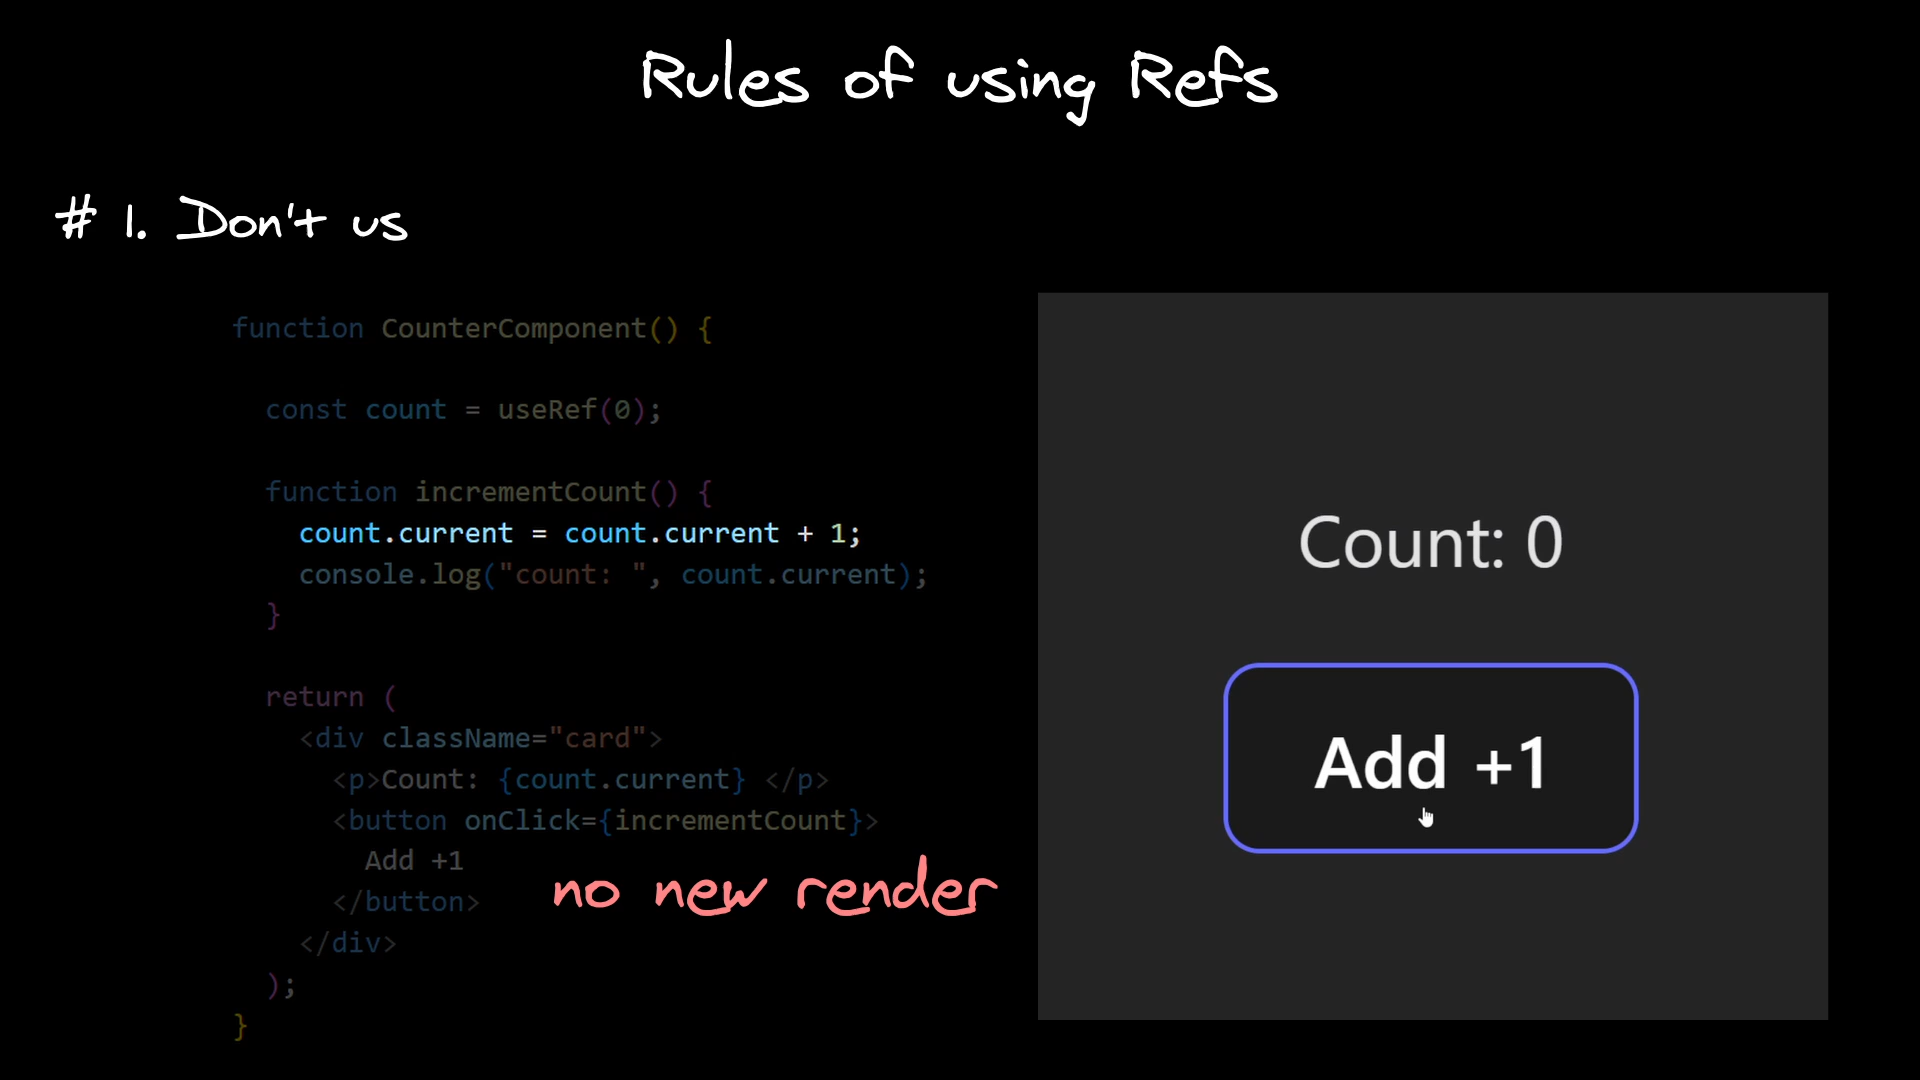 Rules of using Refs
# 1. Don't us
function CounterComponent() {
const count = useRef(0);
function incrementCount() {
count.current = count.current + 1;
console.log("count: ", count.current);
}
return (
<div className="card">
<p>Count: {count.current} </p>
<button onClick={incrementCount}>
Add +1
</button>
</div>
);
}
no new render
Count: 0
Add +1